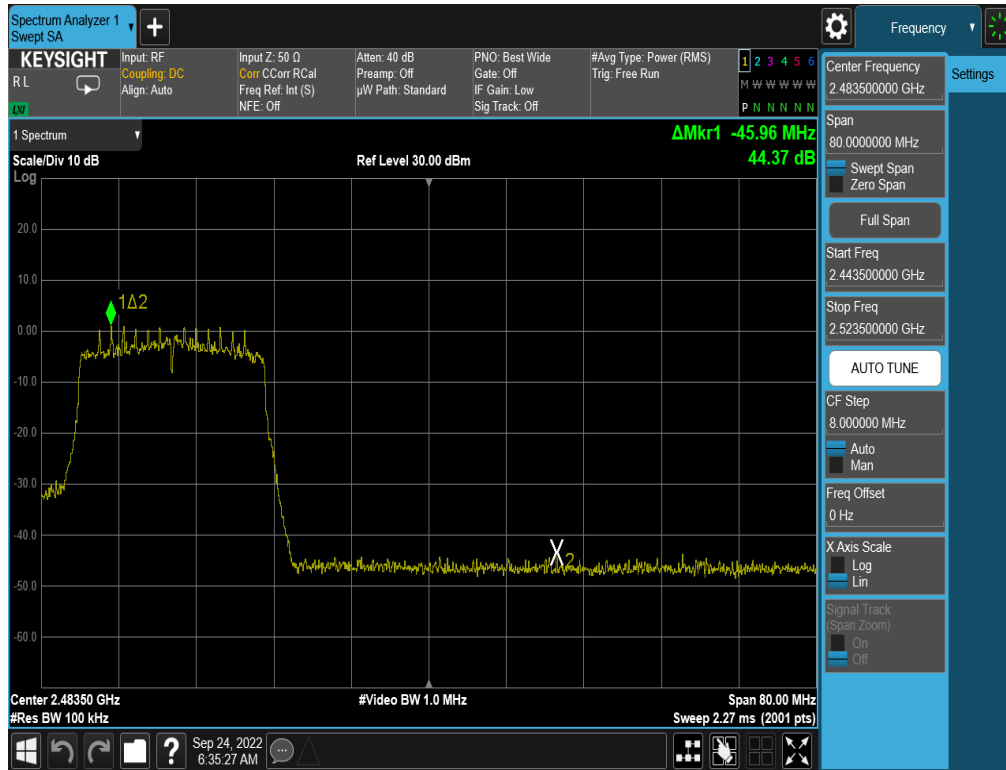 Spectrum Analyzer 1
Swept SA
+
Frequency
KEYSIGHT
R L
LXI
Input: RF
Coupling: DC
Align: Auto
Input Z: 50 Ω
Corr CCorr RCal
Freq Ref: Int (S)
NFE: Off
Atten: 40 dB
Preamp: Off
µW Path: Standard
PNO: Best Wide
Gate: Off
IF Gain: Low
Sig Track: Off
#Avg Type: Power (RMS)
Trig: Free Run
1 2 3 4 5 6
M W W W W W
P N N N N N
1 Spectrum
ΔMkr1 -45.96 MHz
44.37 dB
Scale/Div 10 dB
Ref Level 30.00 dBm
Log
20.0
10.0
0.00
-10.0
-20.0
-30.0
-40.0
-50.0
-60.0
1Δ2
X2
Center 2.48350 GHz
#Video BW 1.0 MHz
Span 80.00 MHz
#Res BW 100 kHz
Sweep 2.27 ms (2001 pts)
Center Frequency
2.483500000 GHz
Settings
Span
80.0000000 MHz
Swept Span
Zero Span
Full Span
Start Freq
2.443500000 GHz
Stop Freq
2.523500000 GHz
AUTO TUNE
CF Step
8.000000 MHz
Auto
Man
Freq Offset
0 Hz
X Axis Scale
Log
Lin
Signal Track
(Span Zoom)
On
Off
?
Sep 24, 2022
6:35:27 AM